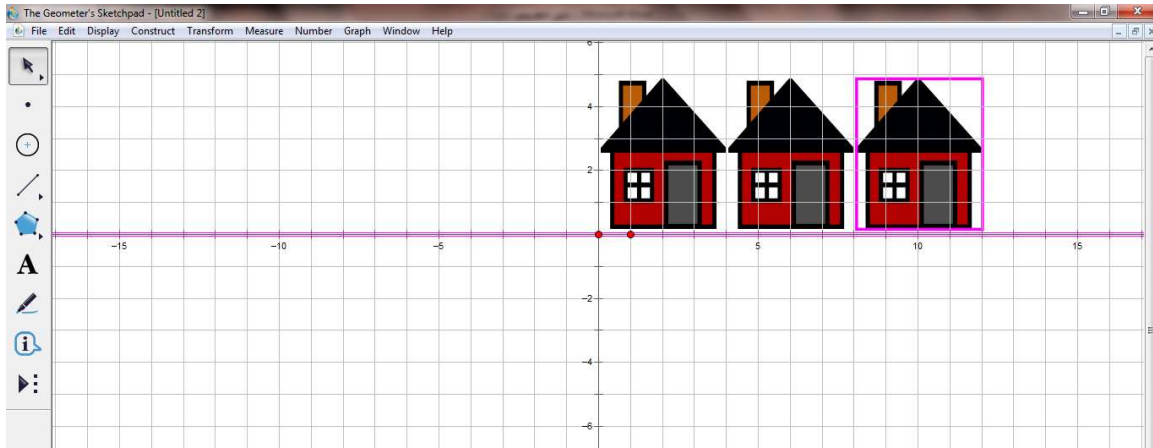 The Geometer's Sketchpad - [Untitled 2]
File Edit Display Construct Transform Measure Number Graph Window Help
6
4
2
-15 -10 -5 5 10 15
-2
-4
-6
A
i